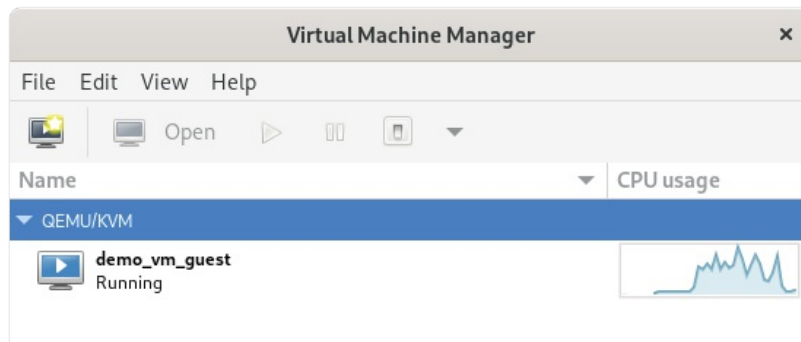 Virtual Machine Manager
File Edit View Help
Open
Name CPU usage
QEMU/KVM
demo_vm_guest
Running